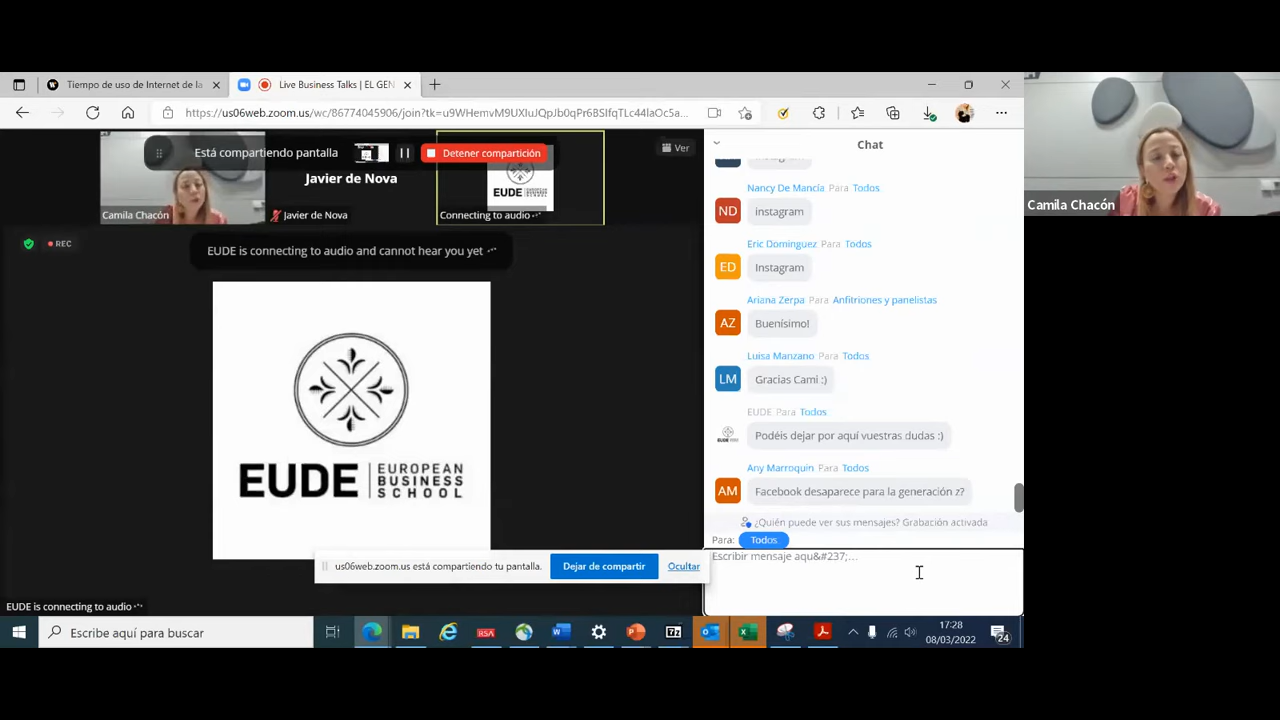 Tiempo de uso de Internet de la
Live Business Talks | EL GEN
https://us06web.zoom.us/wc/86774045906/join?tk=u9WHemvM9UXIuJQpJb0qPr6BSIfqTLc44laOc5a...
Está compartiendo pantalla
Detener compartición
Ver
Camila Chacón
Javier de Nova
Javier de Nova
EUDE
Connecting to audio
REC
EUDE is connecting to audio and cannot hear you yet
EUDE EUROPEAN
BUSINESS
SCHOOL
us06web.zoom.us está compartiendo tu pantalla.
Dejar de compartir
Ocultar
EUDE is connecting to audio
Chat
Instagram
Nancy De Mancía Para Todos
ND
instagram
Eric Dominguez Para Todos
ED
Instagram
Ariana Zerpa Para Anfitriones y panelistas
AZ
Buenísimo!
Luisa Manzano Para Todos
LM
Gracias Cami :)
EUDE Para Todos
Podéis dejar por aquí vuestras dudas :)
Any Marroquin Para Todos
AM
Facebook desaparece para la generación z?
¿Quién puede ver sus mensajes? Grabación activada
Para: Todos
Escribir mensaje aqu&#237;...
Camila Chacón
Escribe aquí para buscar
RSA
17:28
08/03/2022
24